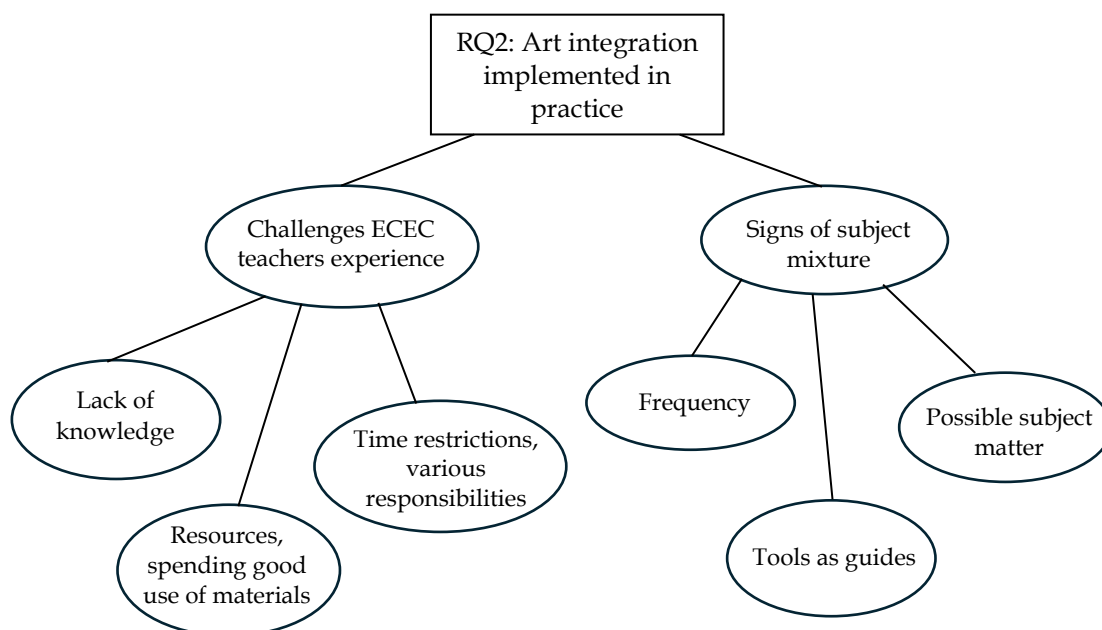 RQ2: Art integration
implemented in
practice
Challenges ECEC
teachers experience
Signs of subject
mixture
Lack of
knowledge
Time restrictions,
various
responsibilities
Resources,
spending good
use of materials
Frequency
Possible subject
matter
Tools as guides